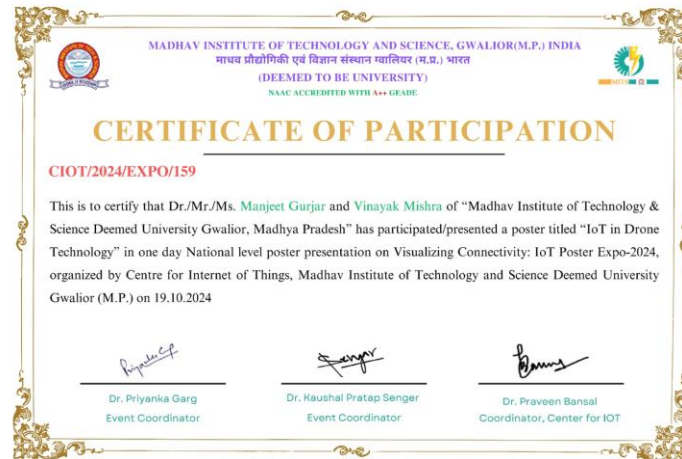 MADHAV INSTITUTE OF TECHNOLOGY AND SCIENCE, GWALIOR(M.P.) INDIA
माधव प्रौद्योगिकी एवं विज्ञान संस्थान ग्वालियर (म.प्र.) भारत
(DEEMED TO BE UNIVERSITY)
NAAC ACCREDITED WITH A++ GEADE
CERTIFICATE OF PARTICIPATION
CIOT/2024/EXPO/159
This is to certify that Dr./Mr./Ms. Manjeet Gurjar and Vinayak Mishra of “Madhav Institute of Technology &
Science Deemed University Gwalior, Madhya Pradesh” has participated/presented a poster titled “IoT in Drone
Technology” in one day National level poster presentation on Visualizing Connectivity: IoT Poster Expo-2024,
organized by Centre for Internet of Things, Madhav Institute of Technology and Science Deemed University
Gwalior (M.P.) on 19.10.2024
Dr. Priyanka Garg
Event Coordinator
Dr. Kaushal Pratap Senger
Event Coordinator
Dr. Praveen Bansal
Coordinator, Center for IOT